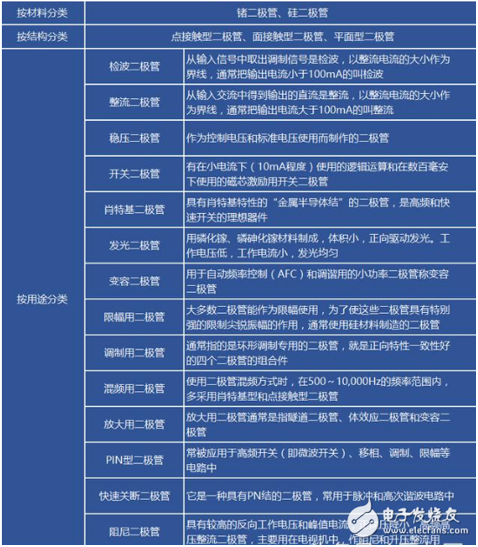 按材料分类
锗二极管、硅二极管
按结构分类
点接触型二极管、面接触型二极管、平面型二极管
按用途分类
检波二极管
从输入信号中取出调制信号是检波，以整流电流的大小作为
界线，通常把输出电流小于100mA的叫检波
整流二极管
从输入交流中得到输出的直流是整流，以整流电流的大小作
为界线，通常把输出电流大于100mA的叫整流
稳压二极管
作为控制电压和标准电压使用而制作的二极管
开关二极管
有在小电流下（10mA程度）使用的逻辑运算和在数百毫安
下使用的磁芯激励用开关二极管
肖特基二极管
具有肖特基特性的“金属半导体结”的二极管，是高频和快
速开关的理想器件
发光二极管
用磷化镓、磷砷化镓材料制成，体积小，正向驱动发光。工
作电压低，工作电流小，发光均匀
变容二极管
用于自动频率控制（AFC）和调谐用的小功率二极管称变容
二极管
限幅用二极管
大多数二极管能作为限幅使用，为了使这些二极管具有特别
强的限制尖锐振幅的作用，通常使用硅材料制造的二极管
调制用二极管
通常指的是环形调制专用的二极管，就是正向特性一致性好
的四个二极管的组合件
混频用二极管
使用二极管混频方式时，在500～10,000Hz的频率范围内，
多采用肖特基型和点接触型二极管
放大用二极管
放大用二极管通常是指隧道二极管、体效应二极管和变容二
极管
PIN型二极管
常被应用于高频开关（即微波开关）、移相、调制、限幅等
电路中
快速关断二极管
它是一种具有PN结的二极管，常用于脉冲和高次谐波电路中
阻尼二极管
具有较高的反向工作电压和峰值电流
压整流二极管，主要用在电视机中，作阻尼和升压整流用
电子发烧友
www.elecfans.com